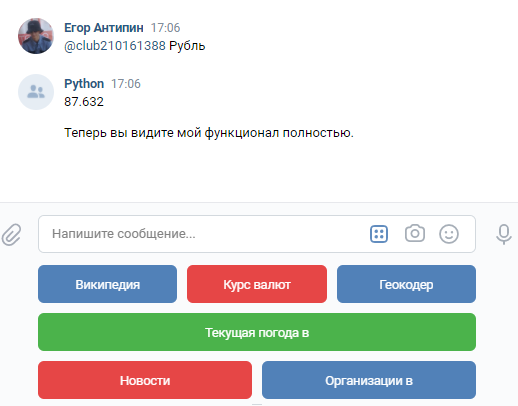 Егор Антипин 17:06
@club210161388 Рубль
Python 17:06
87.632
Теперь вы видите мой функционал полностью.
Напишите сообщение...
Википедия Курс валют Геокодер
Текущая погода в
Новости Организации в